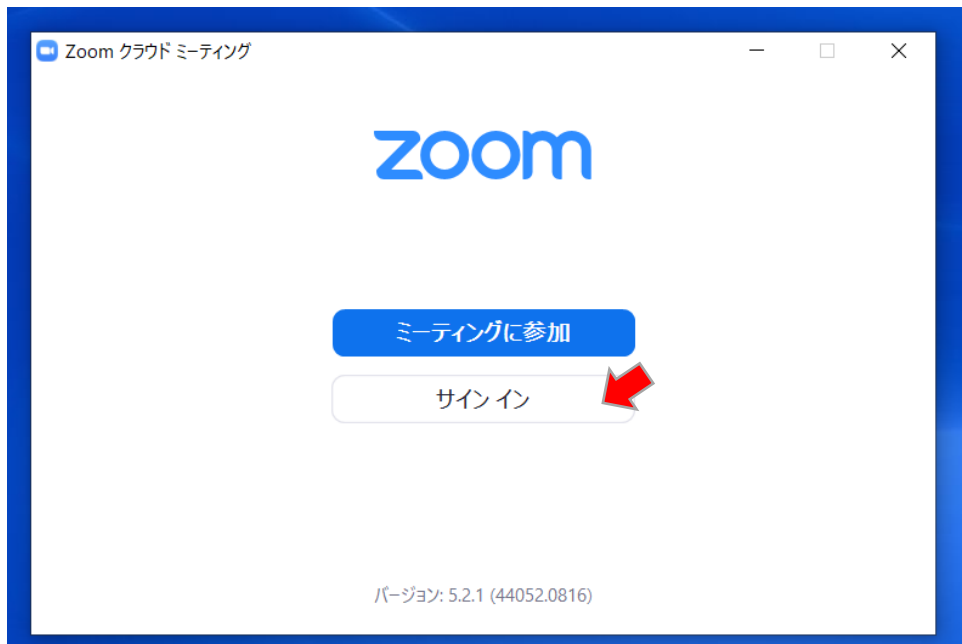 Zoom クラウド ミーティング
zoom
ミーティングに参加
サイン イン
バージョン: 5.2.1 (44052.0816)